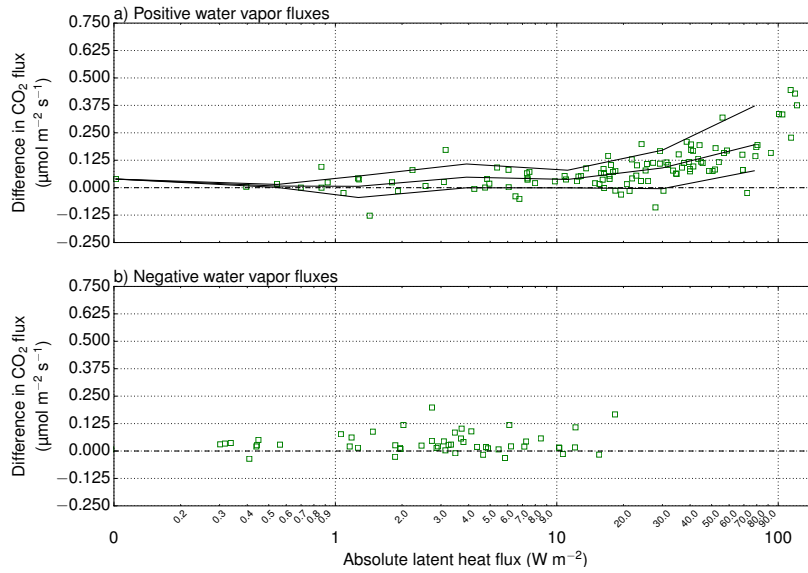 a) Positive water vapor fluxes
0.750
0.625
0.500
0.375
0.250
0.125
0.000
−0.125
−0.250
Difference in CO2 flux
(µmol m−2 s−1)
b) Negative water vapor fluxes
0.750
0.625
0.500
0.375
0.250
0.125
0.000
−0.125
−0.250
Difference in CO2 flux
(µmol m−2 s−1)
0 0.2 0.3 0.4 0.5 0.6 0.7 0.8 0.9 1 2.0 3.0 4.0 5.0 6.0 7.0 8.0 9.0 10 20.0 30.0 40.0 50.0 60.0 70.0 80.0 90.0 100
Absolute latent heat flux (W m−2)